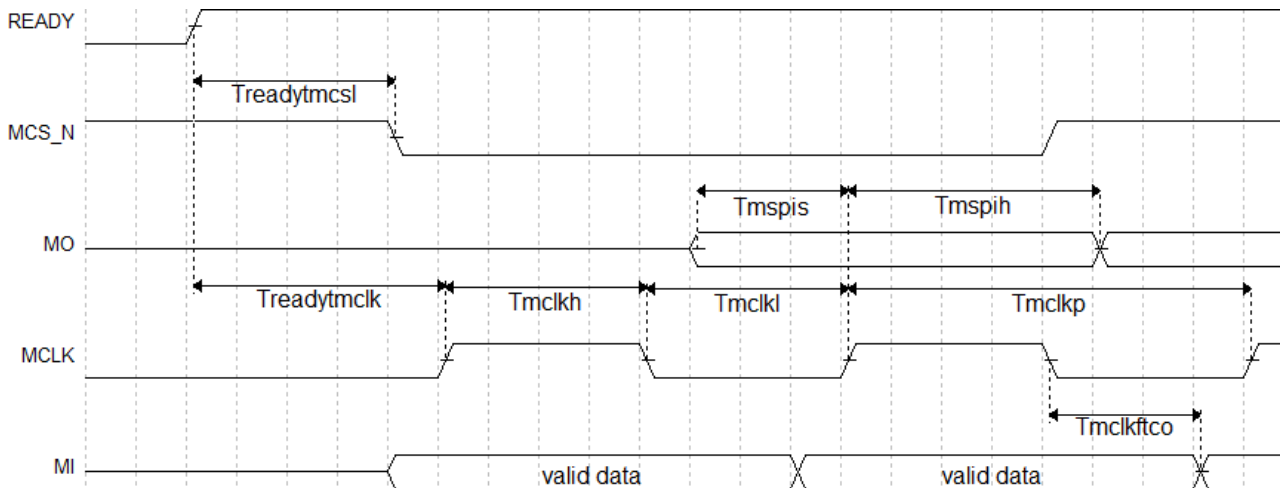 READY
Treadytmcsl
MCS_N
Tmspis
Tmspih
MO
Treadytmclk
Tmclkh
Tmclkl
Tmclkp
MCLK
Tmclkftco
MI
valid data
valid data